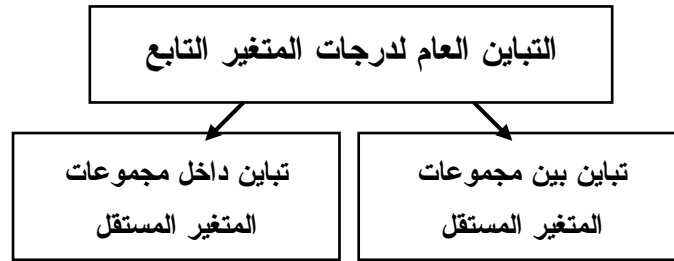 التباين العام لدرجات المتغير التابع
تباين بين مجموعات
المتغير المستقل
تباين داخل مجموعات
المتغير المستقل